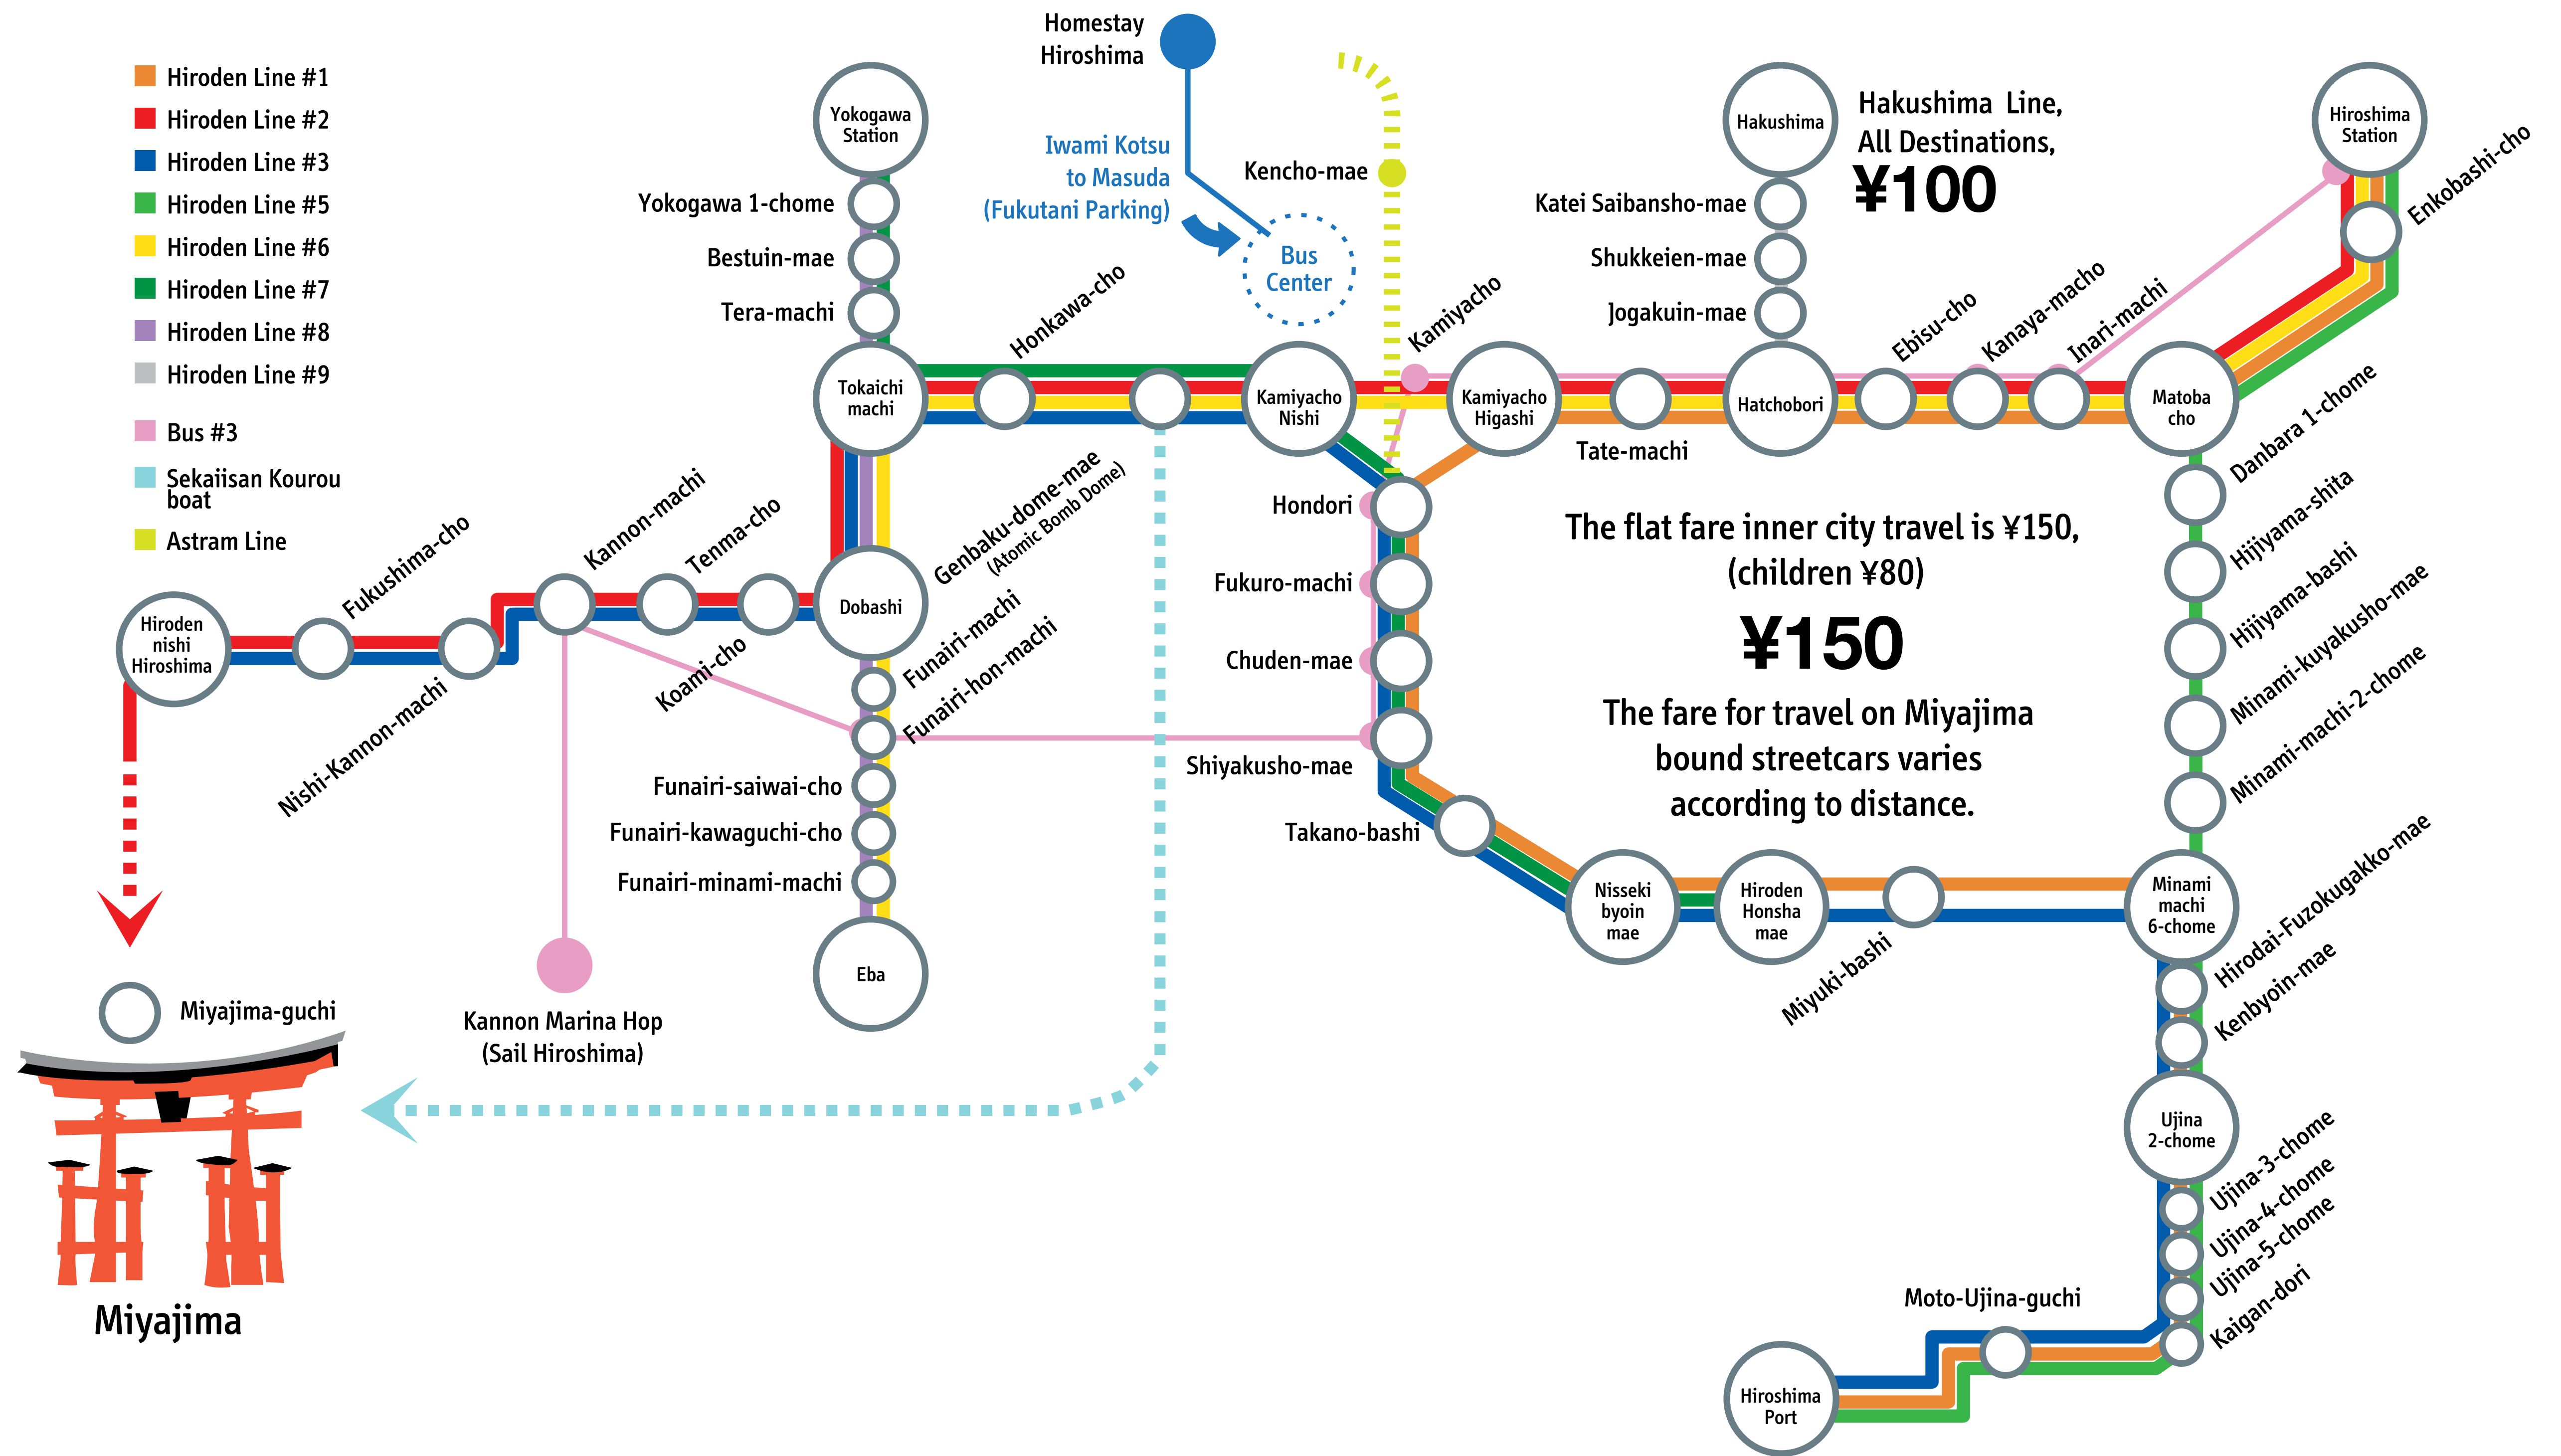 Hiroden Line #1
Hiroden Line #2
Hiroden Line #3
Hiroden Line #5
Hiroden Line #6
Hiroden Line #7
Hiroden Line #8
Hiroden Line #9
Bus #3
Sekaiisan Kourou
boat
Astram Line
Homestay
Hiroshima
Iwami Kotsu
to Masuda
(Fukutani Parking)
Bus
Center
Kencho-mae
Yokogawa
Station
Yokogawa 1-chome
Bestuin-mae
Tera-machi
Tokaichi
machi
Honkawa-cho
Genbaku-dome-mae
(Atomic Bomb Dome)
Kamiyacho
Nishi
Kamiyacho
Kamiyacho
Higashi
Tate-machi
Hakushima
Hakushima Line,
All Destinations,
¥100
Katei Saibansho-mae
Shukkeien-mae
Jogakuin-mae
Hatchobori
Ebisu-cho
Kanaya-macho
Inari-machi
Matoba
cho
Hiroshima
Station
Enkobashi-cho
Danbara 1-chome
Hijiyama-shita
Hijiyama-bashi
Minami-kuyakusho-mae
Minami-machi-2-chome
The flat fare inner city travel is ¥150,
(children ¥80)
¥150
The fare for travel on Miyajima
bound streetcars varies
according to distance.
Hondori
Fukuro-machi
Chuden-mae
Shiyakusho-mae
Takano-bashi
Nisseki
byoin
mae
Hiroden
Honsha
mae
Miyuki-bashi
Minami
machi
6-chome
Hirodai-Fuzokugakko-mae
Kenbyoin-mae
Ujina
2-chome
Ujina-3-chome
Ujina-4-chome
Ujina-5-chome
Kaigan-dori
Moto-Ujina-guchi
Hiroshima
Port
Hiroden
nishi
Hiroshima
Fukushima-cho
Nishi-Kannon-machi
Kannon-machi
Tenma-cho
Koami-cho
Dobashi
Funairi-machi
Funairi-hon-machi
Funairi-saiwai-cho
Funairi-kawaguchi-cho
Funairi-minami-machi
Eba
Kannon Marina Hop
(Sail Hiroshima)
Miyajima-guchi
Miyajima